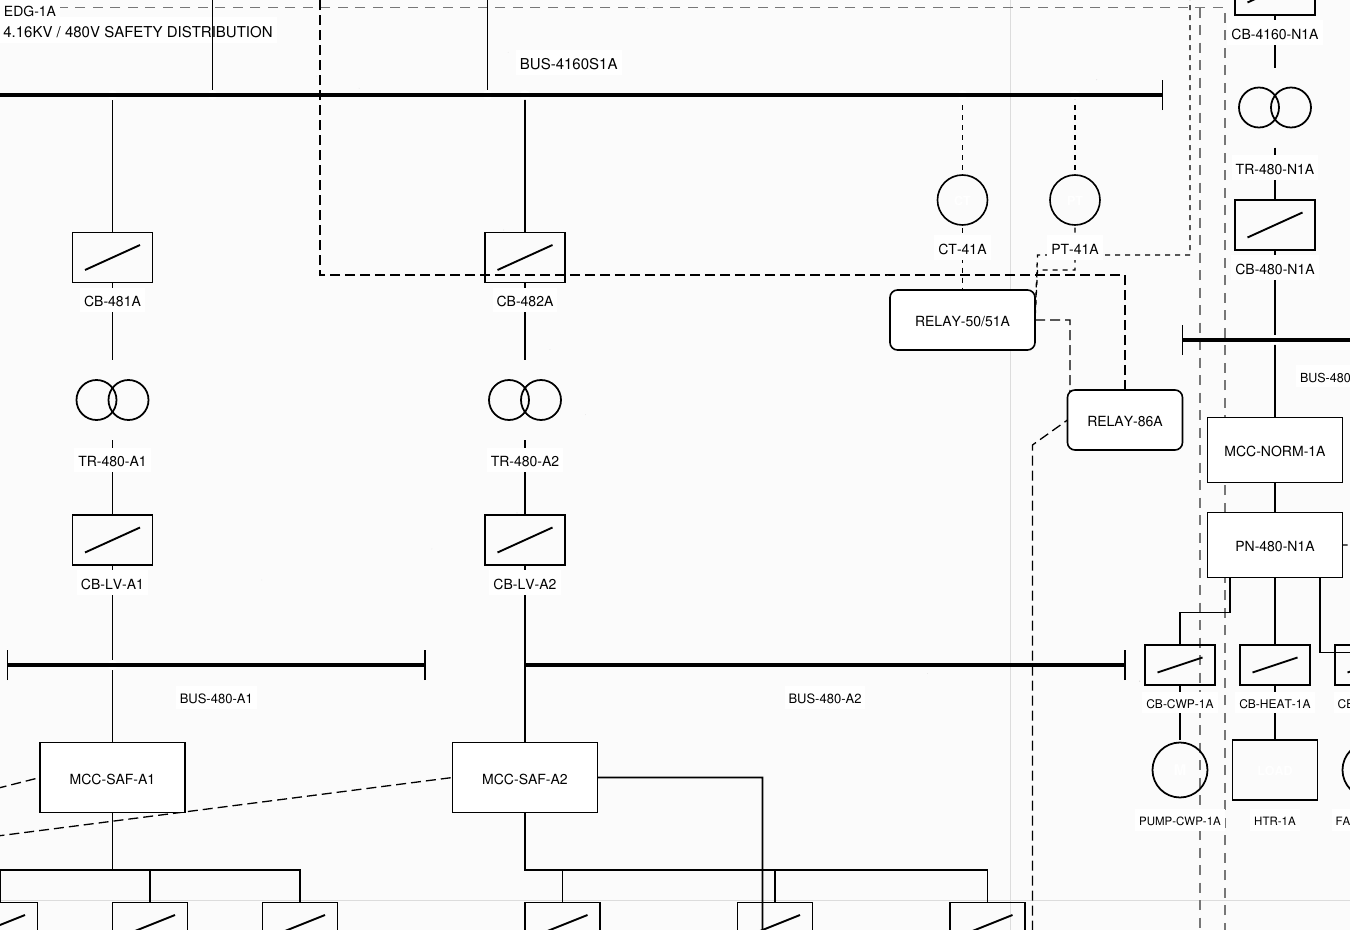 EDG-1A
4.16KV / 480V SAFETY DISTRIBUTION
CB-4160-N1A
BUS-4160S1A
TR-480-N1A
CT-41A
PT-41A
CB-480-N1A
CB-481A
CB-482A
RELAY-50/51A
BUS-480
RELAY-86A
MCC-NORM-1A
TR-480-A1
TR-480-A2
PN-480-N1A
CB-LV-A1
CB-LV-A2
BUS-480-A1
BUS-480-A2
CB-CWP-1A
CB-HEAT-1A
MCC-SAF-A1
MCC-SAF-A2
PUMP-CWP-1A
HTR-1A